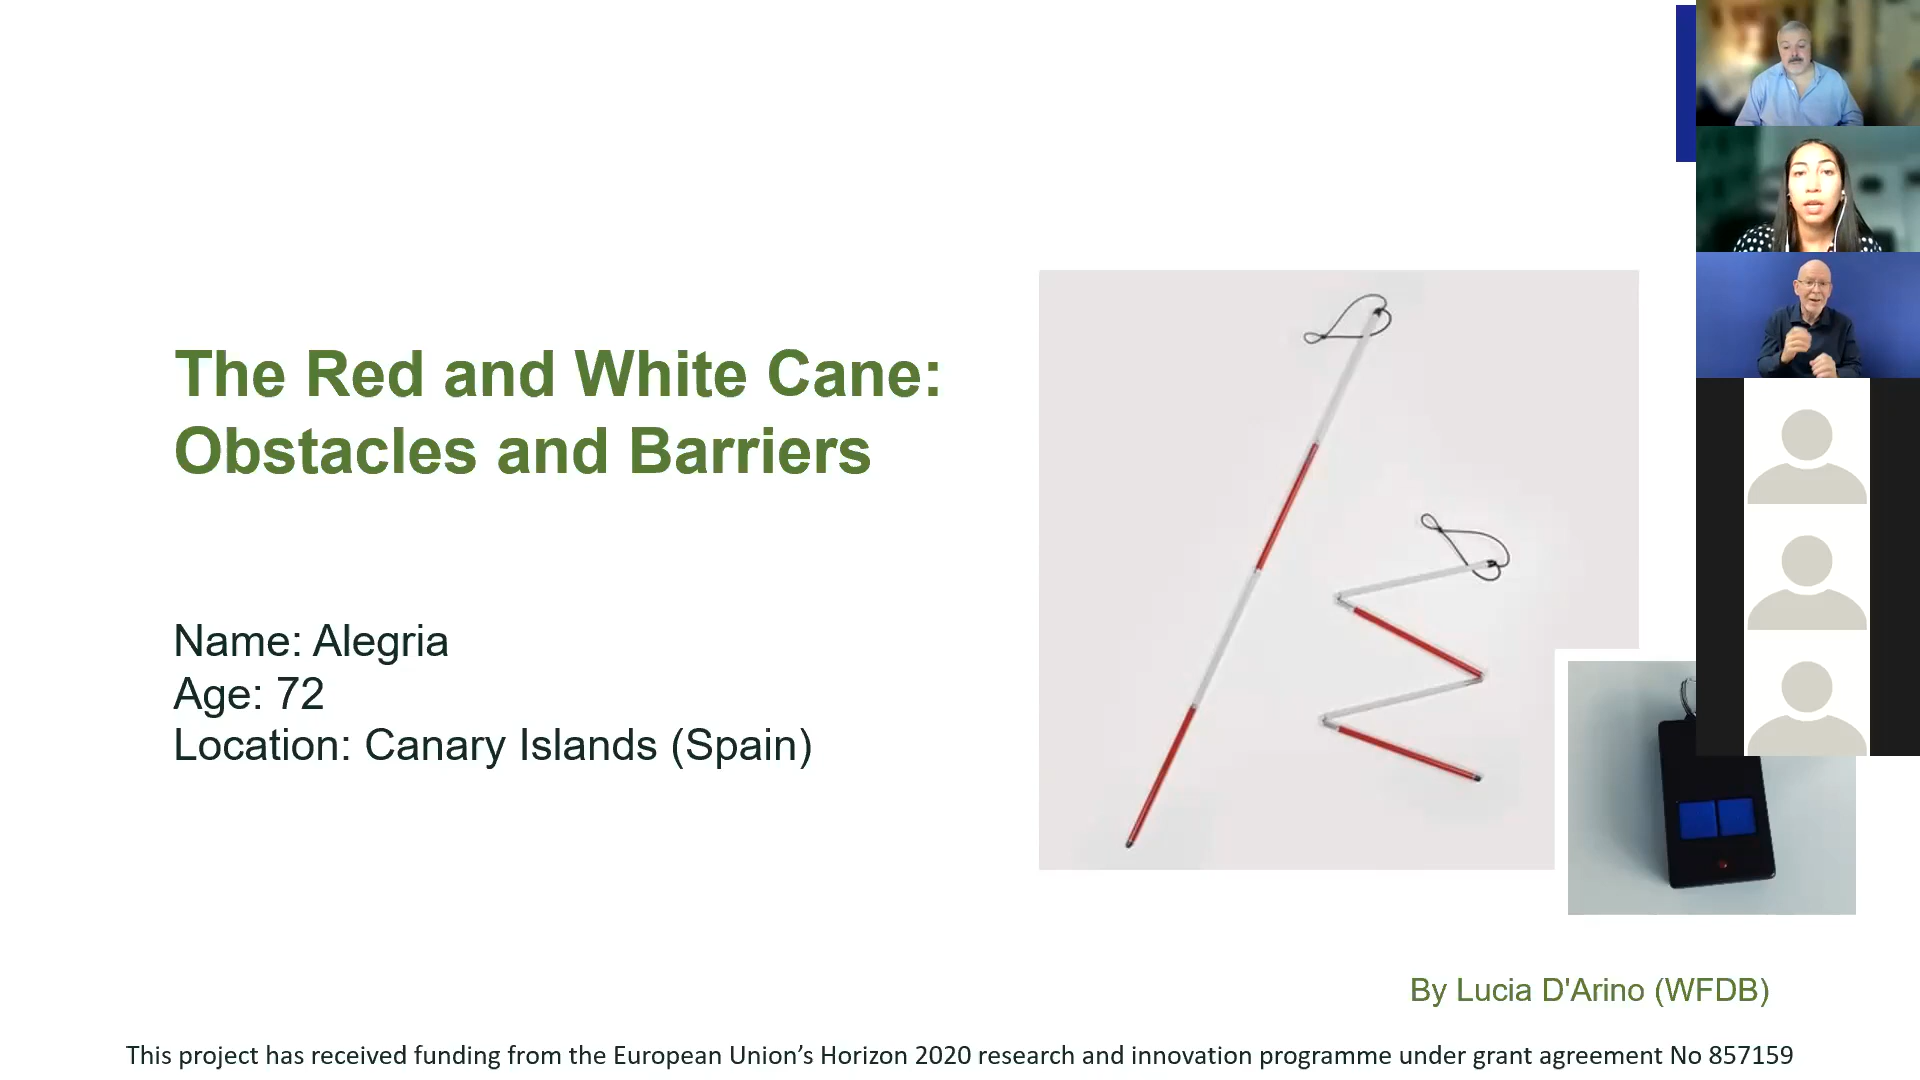 The Red and White Cane:
Obstacles and Barriers
Name: Alegria
Age: 72
Location: Canary Islands (Spain)
By Lucia D'Arino (WFDB)
This project has received funding from the European Union’s Horizon 2020 research and innovation programme under grant agreement No 857159